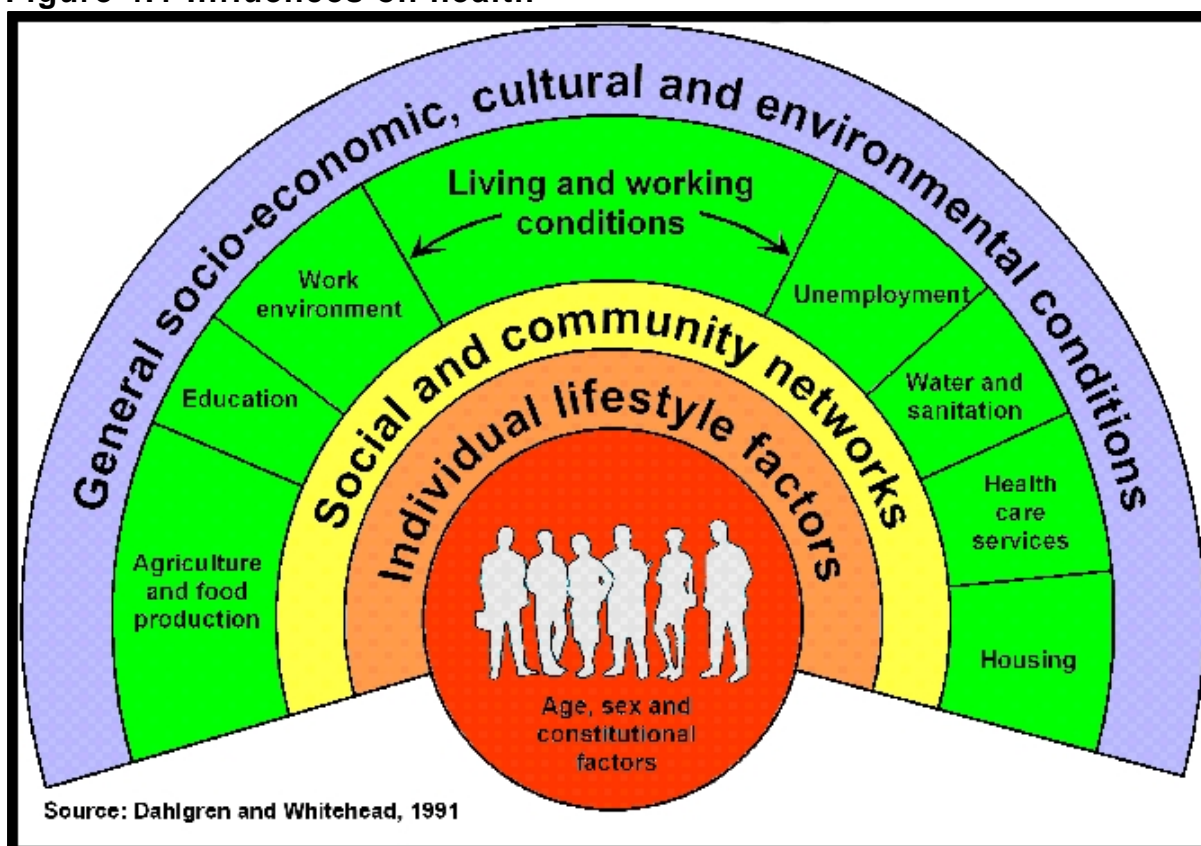 Figure 4.1 Influences on health
General socio-economic, cultural and environmental conditions
Living and working
conditions
Work
environment
Unemployment
Education
Water and
sanitation
Agriculture
and food
production
Health
care
services
Housing
Social and community networks
Individual lifestyle factors
Age, sex and
constitutional
factors
Source: Dahlgren and Whitehead, 1991